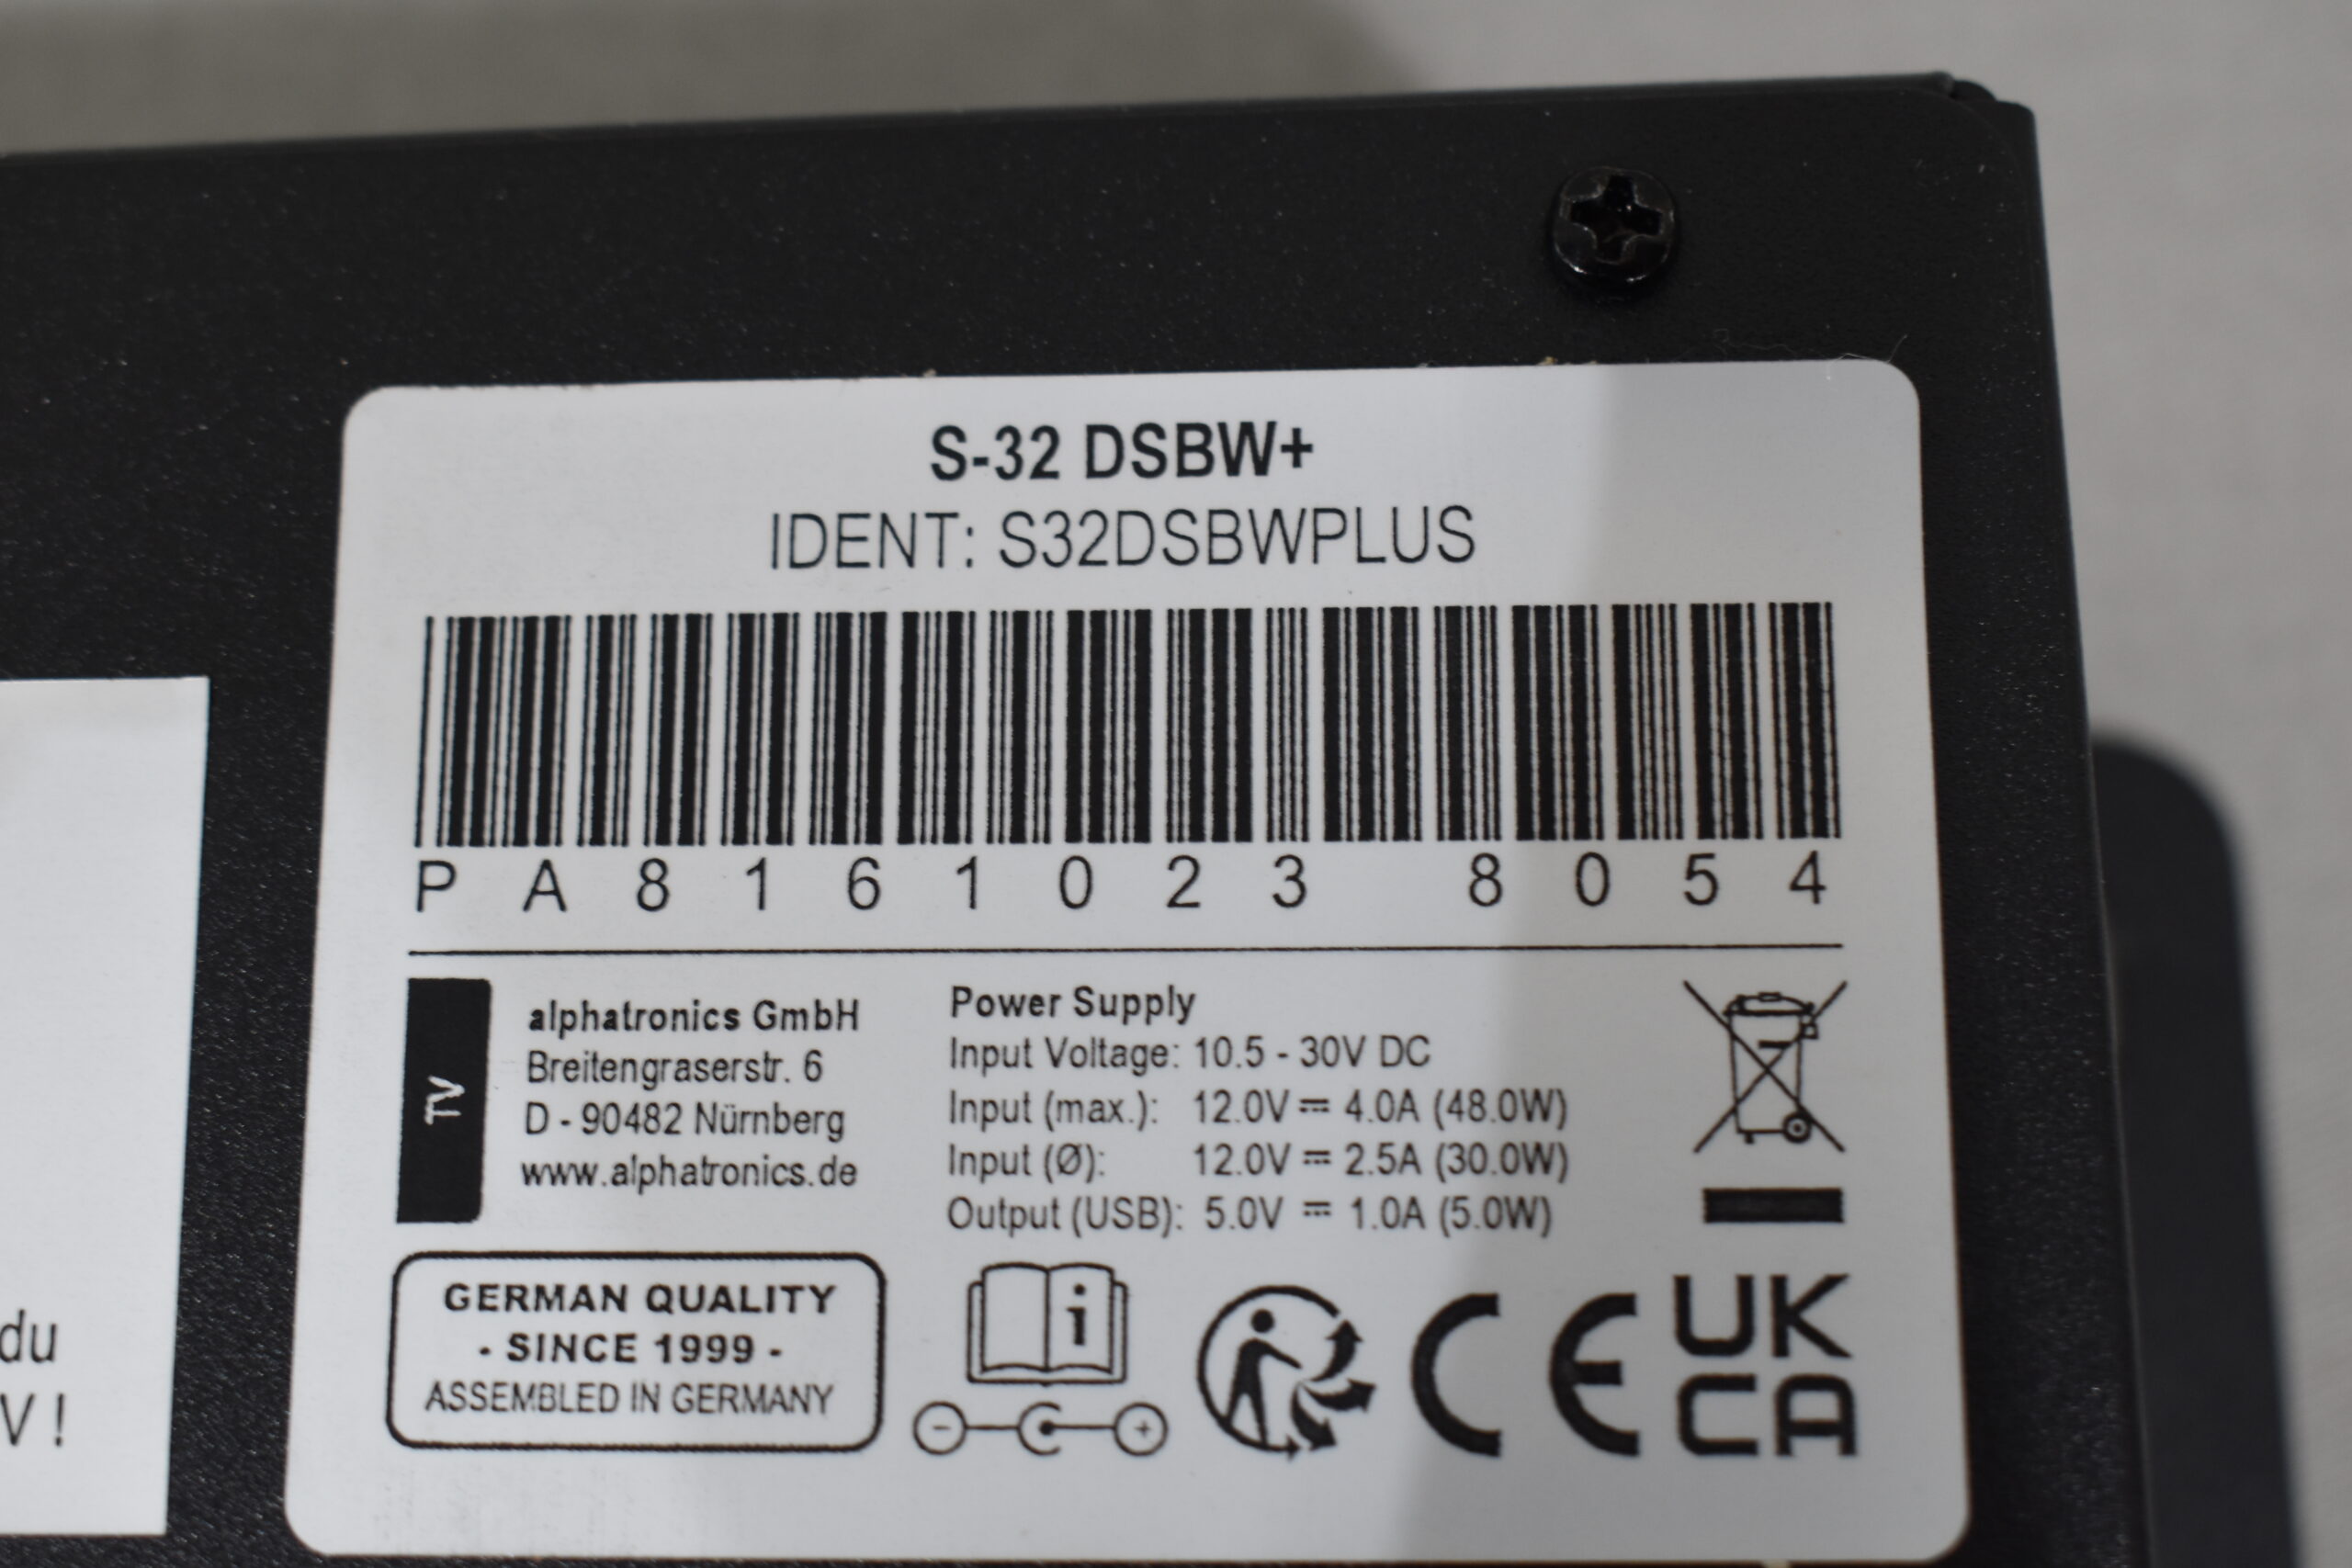 S-32 DSBW+
IDENT: S32DSBWPLUS
PA8161023 8054
TV
alphatronics GmbH
Breitengraserstr. 6
D - 90482 Nürnberg
www.alphatronics.de
Power Supply
Input Voltage: 10.5 - 30V DC
Input (max.): 12.0V ⎓ 4.0A (48.0W)
Input (Ø): 12.0V ⎓ 2.5A (30.0W)
Output (USB): 5.0V ⎓ 1.0A (5.0W)
GERMAN QUALITY
- SINCE 1999 -
ASSEMBLED IN GERMANY
i
CE
UK
CA
du
V !